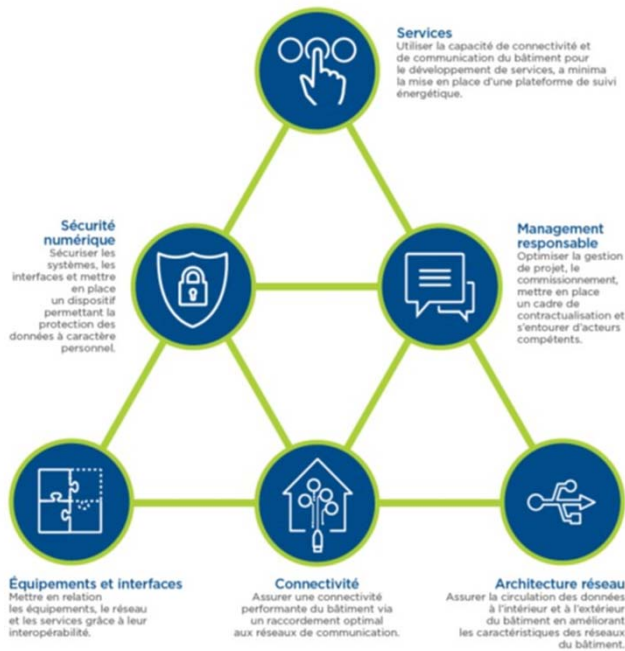 Services
Utiliser la capacité de connectivité et
de communication du bâtiment pour
le développement de services, a minima
la mise en place d'une plateforme de suivi
énergétique.
Sécurité
numérique
Sécuriser les
systèmes, les
interfaces et mettre
en place
un dispositif
permettant la
protection des
données à caractère
personnel.
Management
responsable
Optimiser la gestion
de projet, le
commissionnement,
mettre en place
un cadre de
contractualisation et
s'entourer d'acteurs
compétents.
Équipements et interfaces
Mettre en relation
les équipements, le réseau
et les services grâce à leur
interopérabilité.
Connectivité
Assurer une connectivité
performante du bâtiment via
un raccordement optimal
aux réseaux de communication.
Architecture réseau
Assurer la circulation des données
à l'intérieur et à l'extérieur
du bâtiment en améliorant
les caractéristiques des réseaux
du bâtiment.